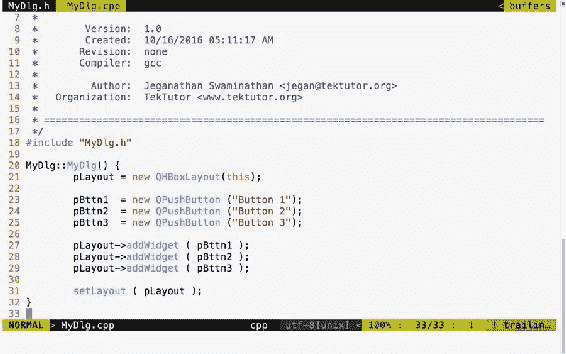 MyDlg.h MyDlg.cpp < buffers
7 *
8 * Version: 1.0
9 * Created: 10/16/2016 05:11:17 AM
10 * Revision: none
11 * Compiler: gcc
12 *
13 * Author: Jeganathan Swaminathan <jegan@tektutor.org>
14 * Organization: TekTutor <www.tektutor.org>
15 *
16 * =====================================================================================
17 */
18 #include "MyDlg.h"
19
20 MyDlg::MyDlg() {
21 pLayout = new QHBoxLayout(this);
22
23 pBttn1 = new QPushButton ("Button 1");
24 pBttn2 = new QPushButton ("Button 2");
25 pBttn3 = new QPushButton ("Button 3");
26
27 pLayout->addWidget ( pBttn1 );
28 pLayout->addWidget ( pBttn2 );
29 pLayout->addWidget ( pBttn3 );
30
31 setLayout ( pLayout );
32 }
33
NORMAL > MyDlg.cpp cpp utf-8[unix] < 100% : 33/33 : 1 ! trailin…